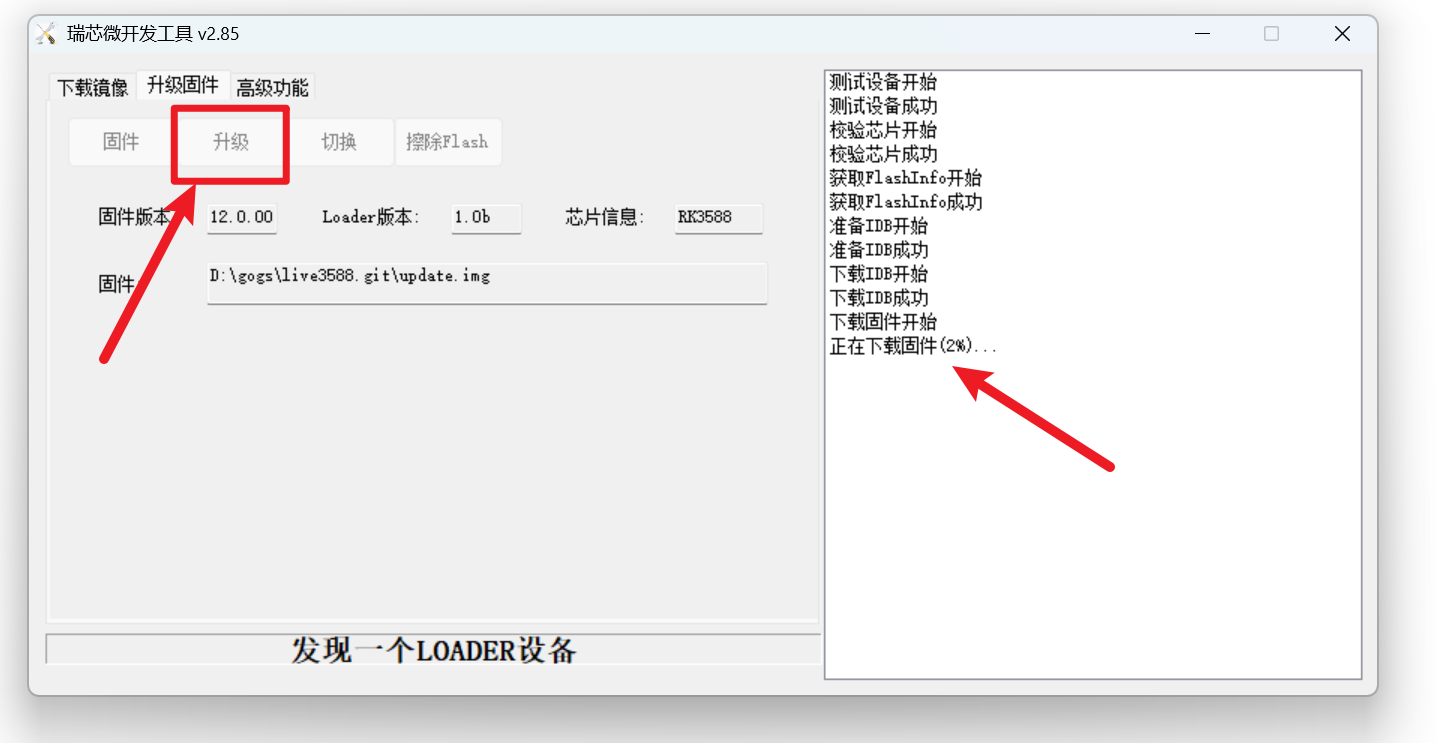 瑞芯微开发工具 v2.85
下载镜像 升级固件 高级功能
固件 升级 切换 擦除Flash
固件版本 12.0.00 Loader版本: 1.0b 芯片信息: RK3588
固件 D:\gogs\live3588.git\update.img
发现一个LOADER设备
测试设备开始
测试设备成功
校验芯片开始
校验芯片成功
获取FlashInfo开始
获取FlashInfo成功
准备IDB开始
准备IDB成功
下载IDB开始
下载IDB成功
下载固件开始
正在下载固件(2%)...